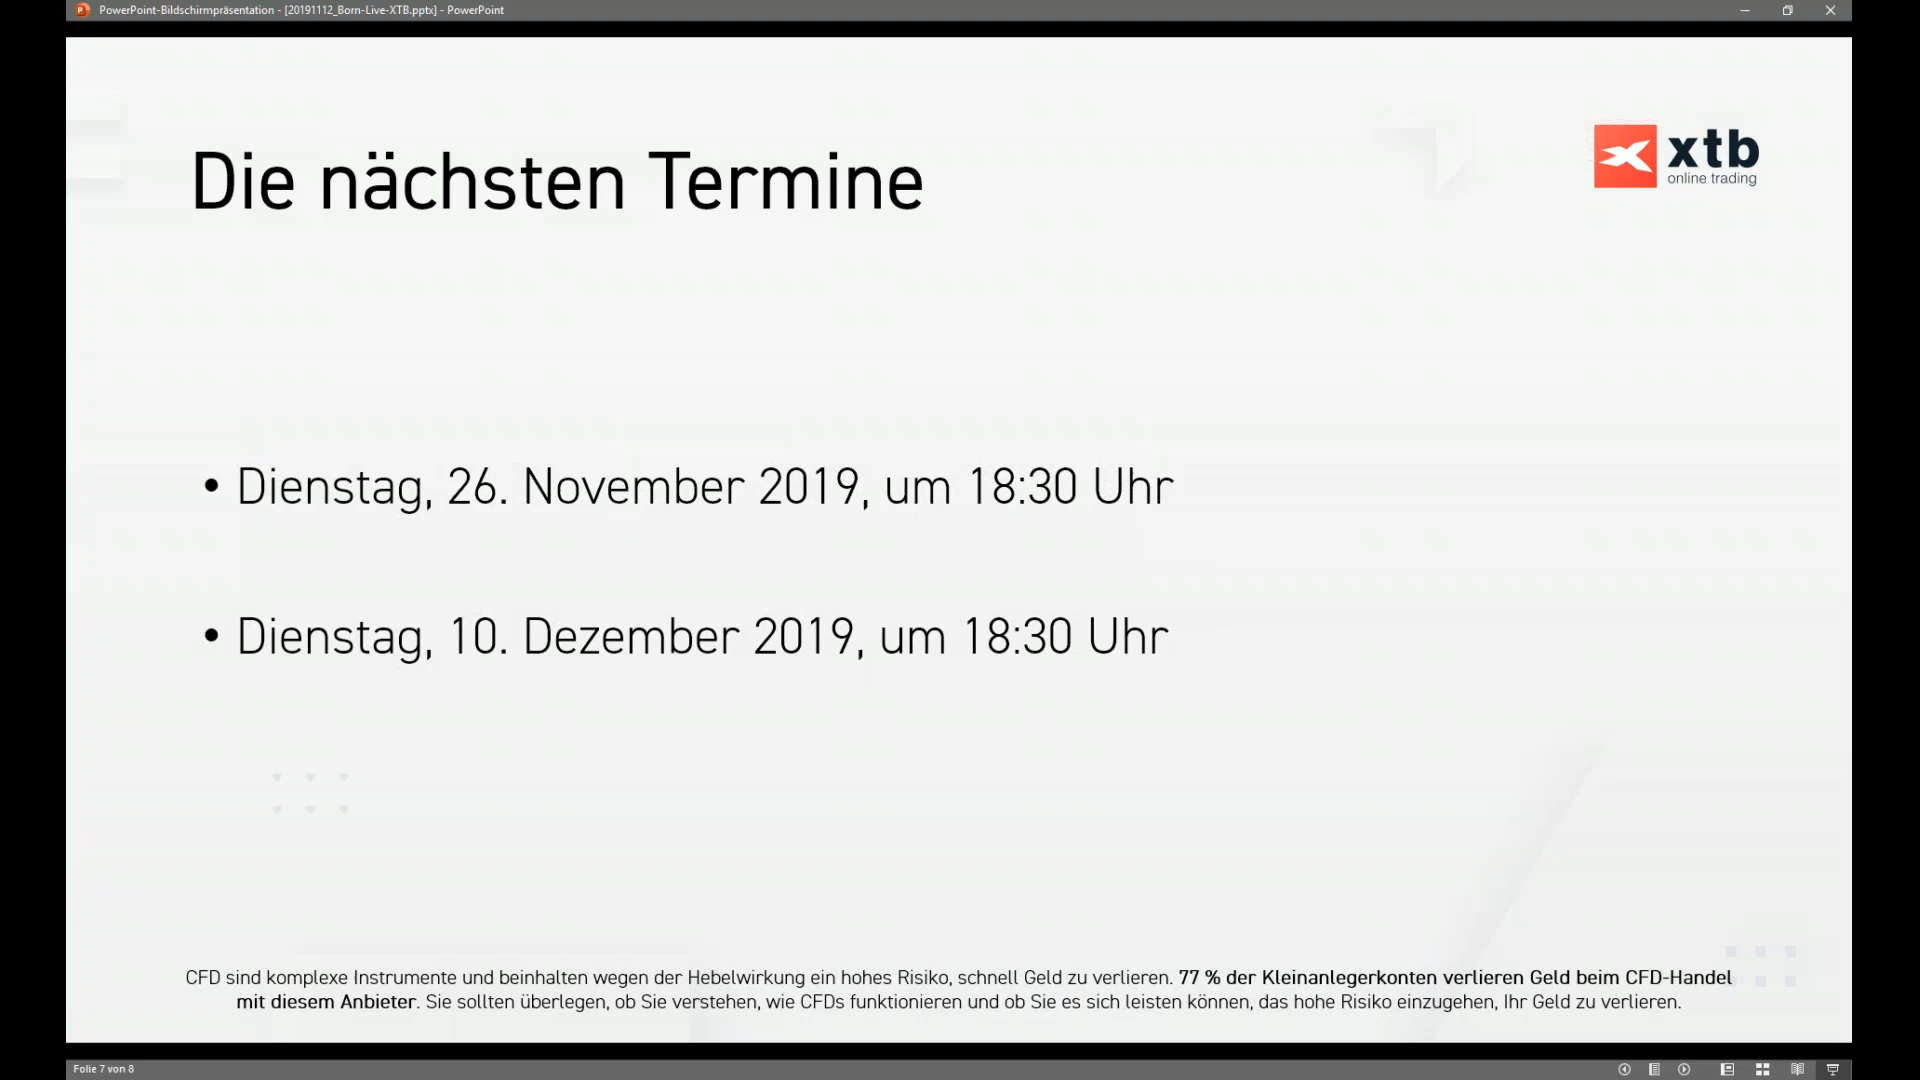 PowerPoint-Bildschirmpräsentation - [20191112_Born-Live-XTB.pptx] - PowerPoint
Die nächsten Termine
xtb
online trading
• Dienstag, 26. November 2019, um 18:30 Uhr
• Dienstag, 10. Dezember 2019, um 18:30 Uhr
CFD sind komplexe Instrumente und beinhalten wegen der Hebelwirkung ein hohes Risiko, schnell Geld zu verlieren. 77 % der Kleinanlegerkonten verlieren Geld beim CFD-Handel
mit diesem Anbieter. Sie sollten überlegen, ob Sie verstehen, wie CFDs funktionieren und ob Sie es sich leisten können, das hohe Risiko einzugehen, Ihr Geld zu verlieren.
Folie 7 von 8